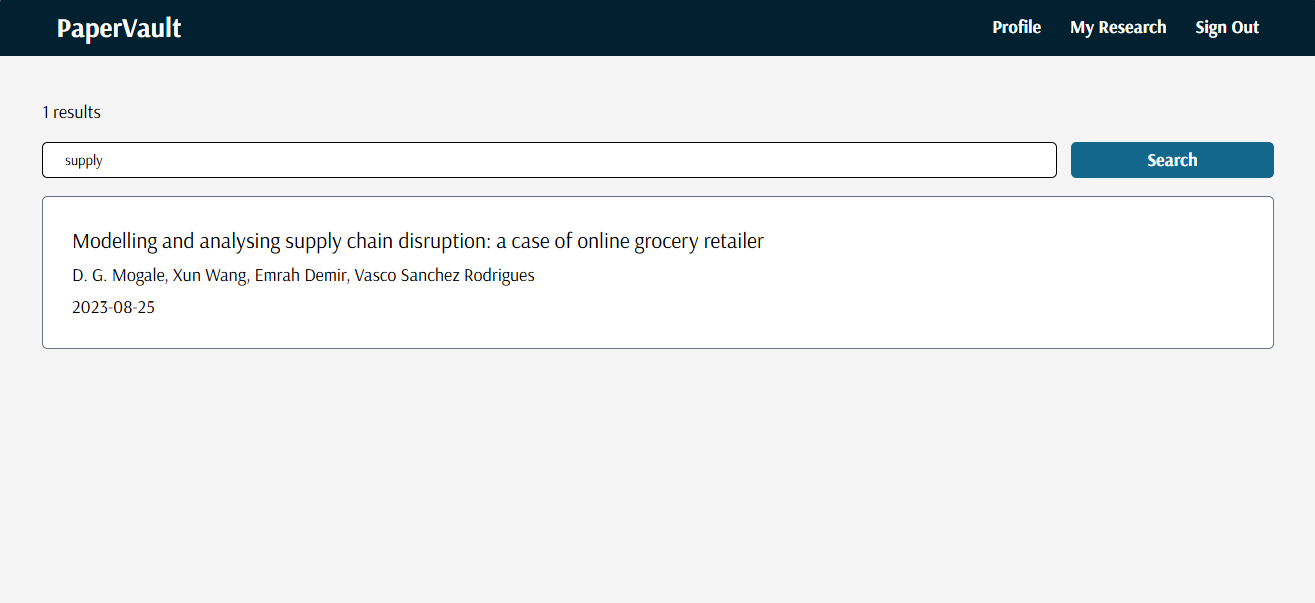 PaperVault
Profile My Research Sign Out
1 results
supply
Search
Modelling and analysing supply chain disruption: a case of online grocery retailer
D. G. Mogale, Xun Wang, Emrah Demir, Vasco Sanchez Rodrigues
2023-08-25